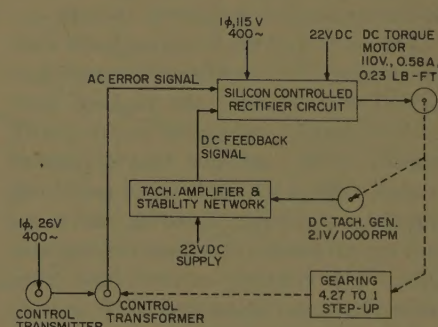 1ϕ, 115 V
400~
22V DC
DC TORQUE
MOTOR
110V., 0.58A,
0.23 LB-FT
AC ERROR SIGNAL
SILICON CONTROLLED
RECTIFIER CIRCUIT
DC FEEDBACK
SIGNAL
TACH. AMPLIFIER &
STABILITY NETWORK
DC TACH. GEN.
2.1V/1000 RPM
1ϕ, 26V
400~
22V DC
SUPPLY
GEARING
4.27 TO 1
STEP-UP
CONTROL
TRANSMITTER
CONTROL
TRANSFORMER